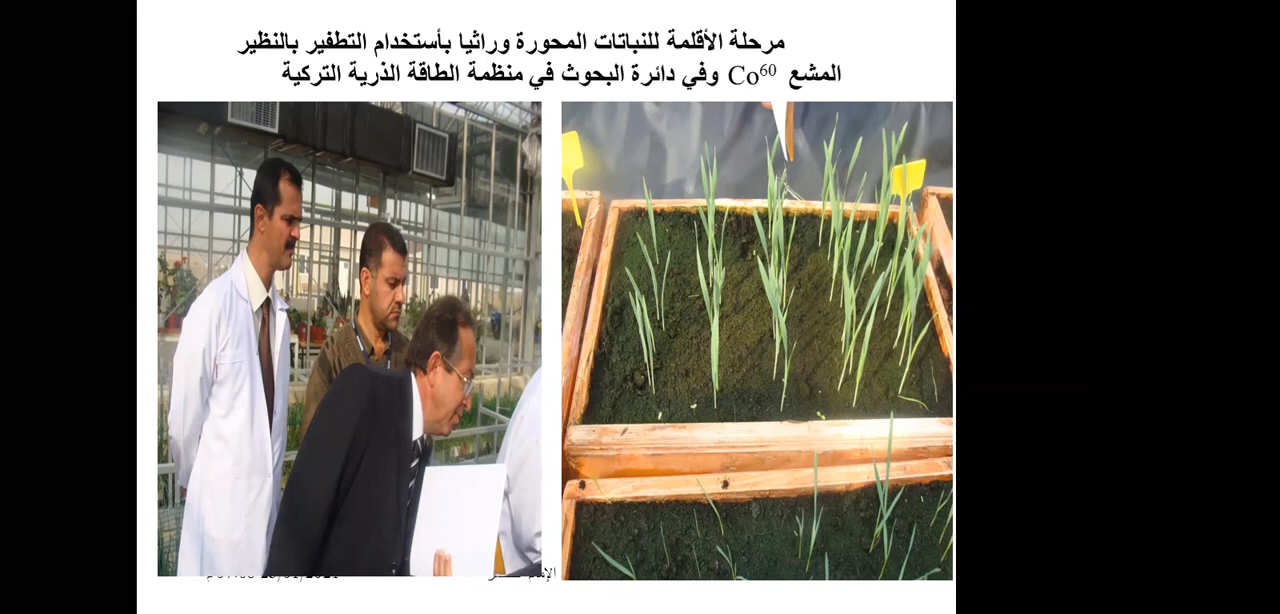 مرحلة الأقلمة للنباتات المحورة وراثيا بأستخدام التطفير بالنظير
المشع Co⁶⁰ وفي دائرة البحوث في منظمة الطاقة الذرية التركية